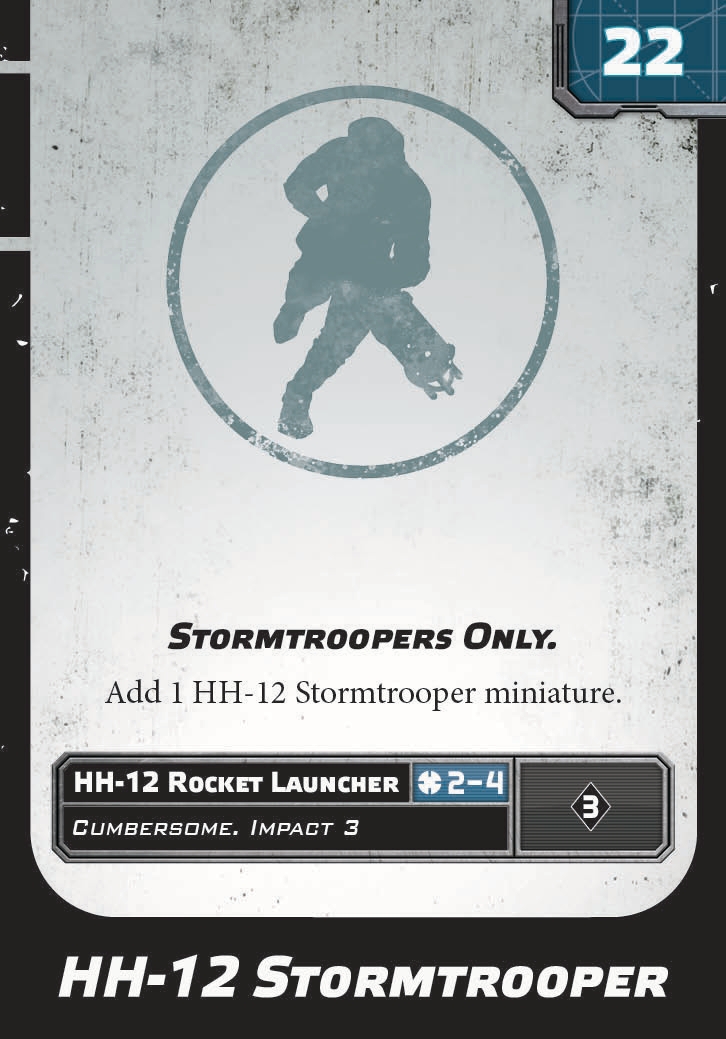 22
Stormtroopers Only.
Add 1 HH-12 Stormtrooper miniature.
HH-12 Rocket Launcher 2-4
3
Cumbersome. Impact 3
HH-12 Stormtrooper